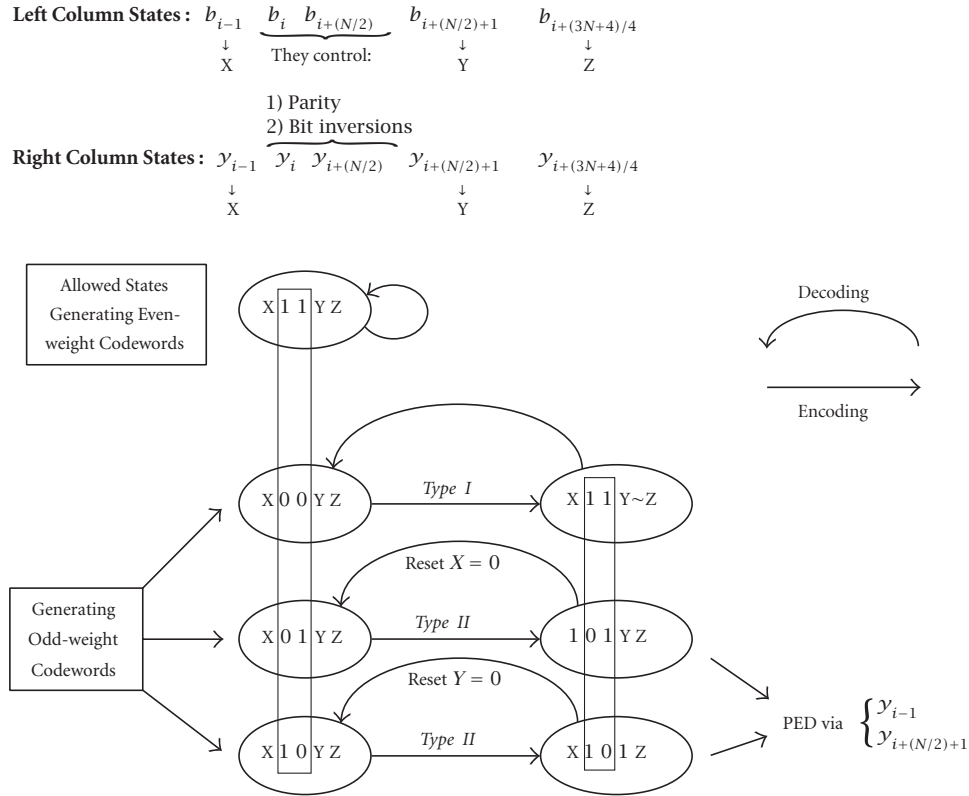 Left Column States : b_{i−1} b_i b_{i+(N/2)} b_{i+(N/2)+1} b_{i+(3N+4)/4}
↓ ↓ ↓
X They control: Y Z
1) Parity
2) Bit inversions
Right Column States : y_{i−1} y_i y_{i+(N/2)} y_{i+(N/2)+1} y_{i+(3N+4)/4}
↓ ↓ ↓
X Y Z
Allowed States
Generating Even-
weight Codewords
X 1 1 Y Z
Decoding
Encoding
X 0 0 Y Z
Type I
X 1 1 Y∼Z
Reset X = 0
Generating
Odd-weight
Codewords
X 0 1 Y Z
Type II
1 0 1 Y Z
Reset Y = 0
X 1 0 Y Z
Type II
X 1 0 1 Z
PED via { y_{i−1}
y_{i+(N/2)+1}